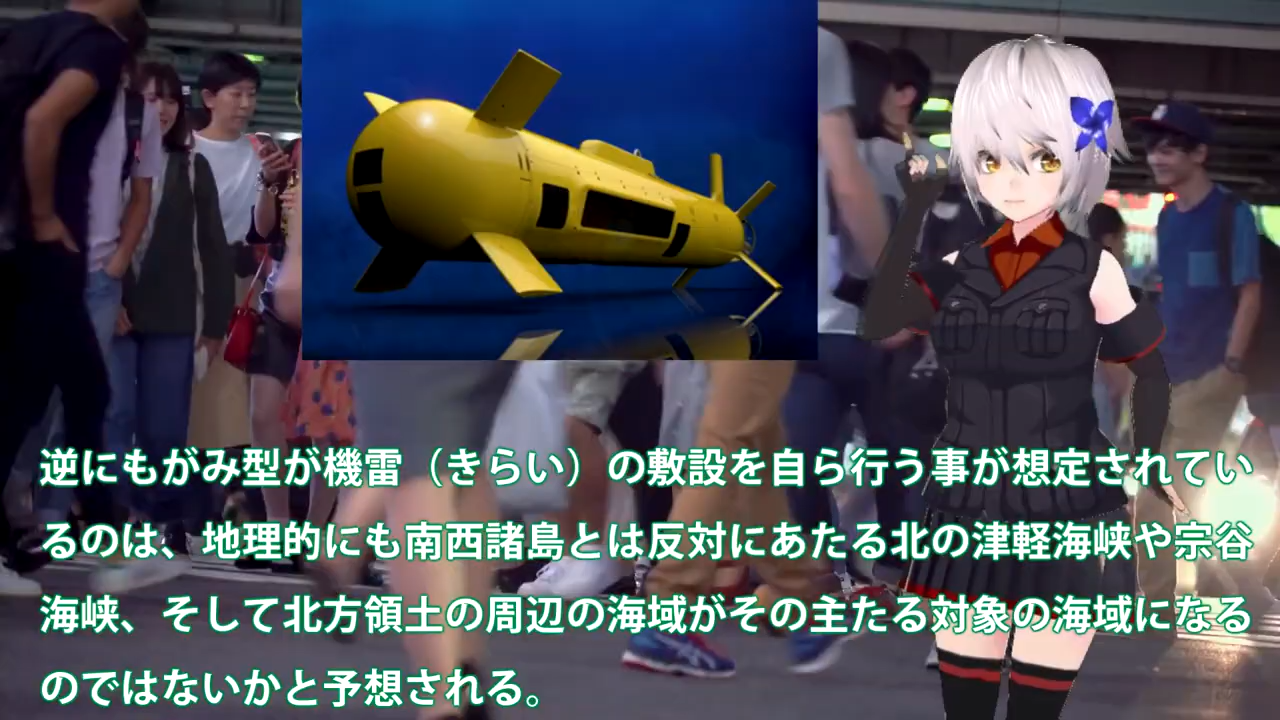 逆にもがみ型が機雷（きらい）の敷設を自ら行う事が想定されてい
るのは、地理的にも南西諸島とは反対にあたる北の津軽海峡や宗谷
海峡、そして北方領土の周辺の海域がその主たる対象の海域になる
のではないかと予想される。